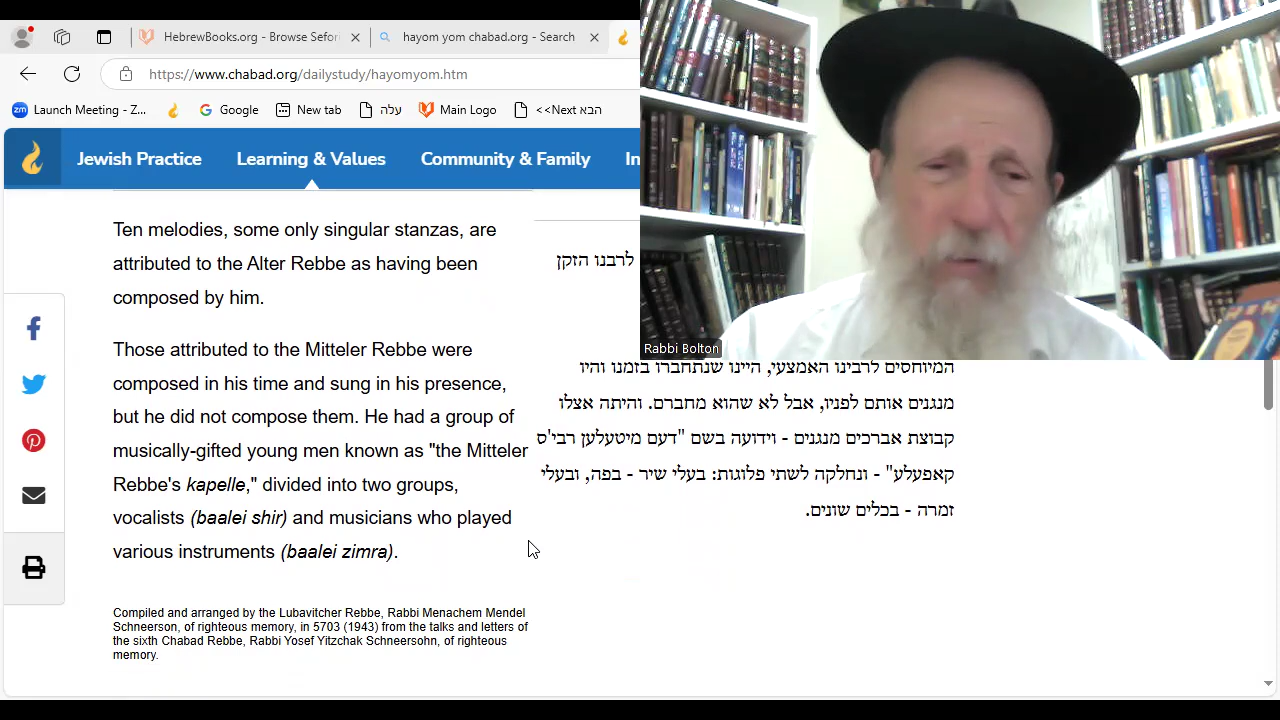 HebrewBooks.org - Browse Sefor
hayom yom chabad.org - Search
https://www.chabad.org/dailystudy/hayomyom.htm
zm Launch Meeting - Z...
Google
New tab
עלה
Main Logo
<<Next הבא
Jewish Practice
Learning & Values
Community & Family
In
Ten melodies, some only singular stanzas, are
attributed to the Alter Rebbe as having been
composed by him.
Those attributed to the Mitteler Rebbe were
composed in his time and sung in his presence,
but he did not compose them. He had a group of
musically-gifted young men known as "the Mitteler
Rebbe's kapelle," divided into two groups,
vocalists (baalei shir) and musicians who played
various instruments (baalei zimra).
Compiled and arranged by the Lubavitcher Rebbe, Rabbi Menachem Mendel
Schneerson, of righteous memory, in 5703 (1943) from the talks and letters of
the sixth Chabad Rebbe, Rabbi Yosef Yitzchak Schneersohn, of righteous
memory.
לרבנו הזקן
המיוחסים לרבינו האמצעי, היינו שנתחברו בזמנו והיו
מנגנים אותם לפניו, אבל לא שהוא מחברם. והיתה אצלו
קבוצת אברכים מנגנים - וידועה בשם "דעם מיטעלען רבי'ס
קאפעלע" - ונחלקה לשתי פלוגות: בעלי שיר - בפה, ובעלי
זמרה - בכלים שונים.
Rabbi Bolton